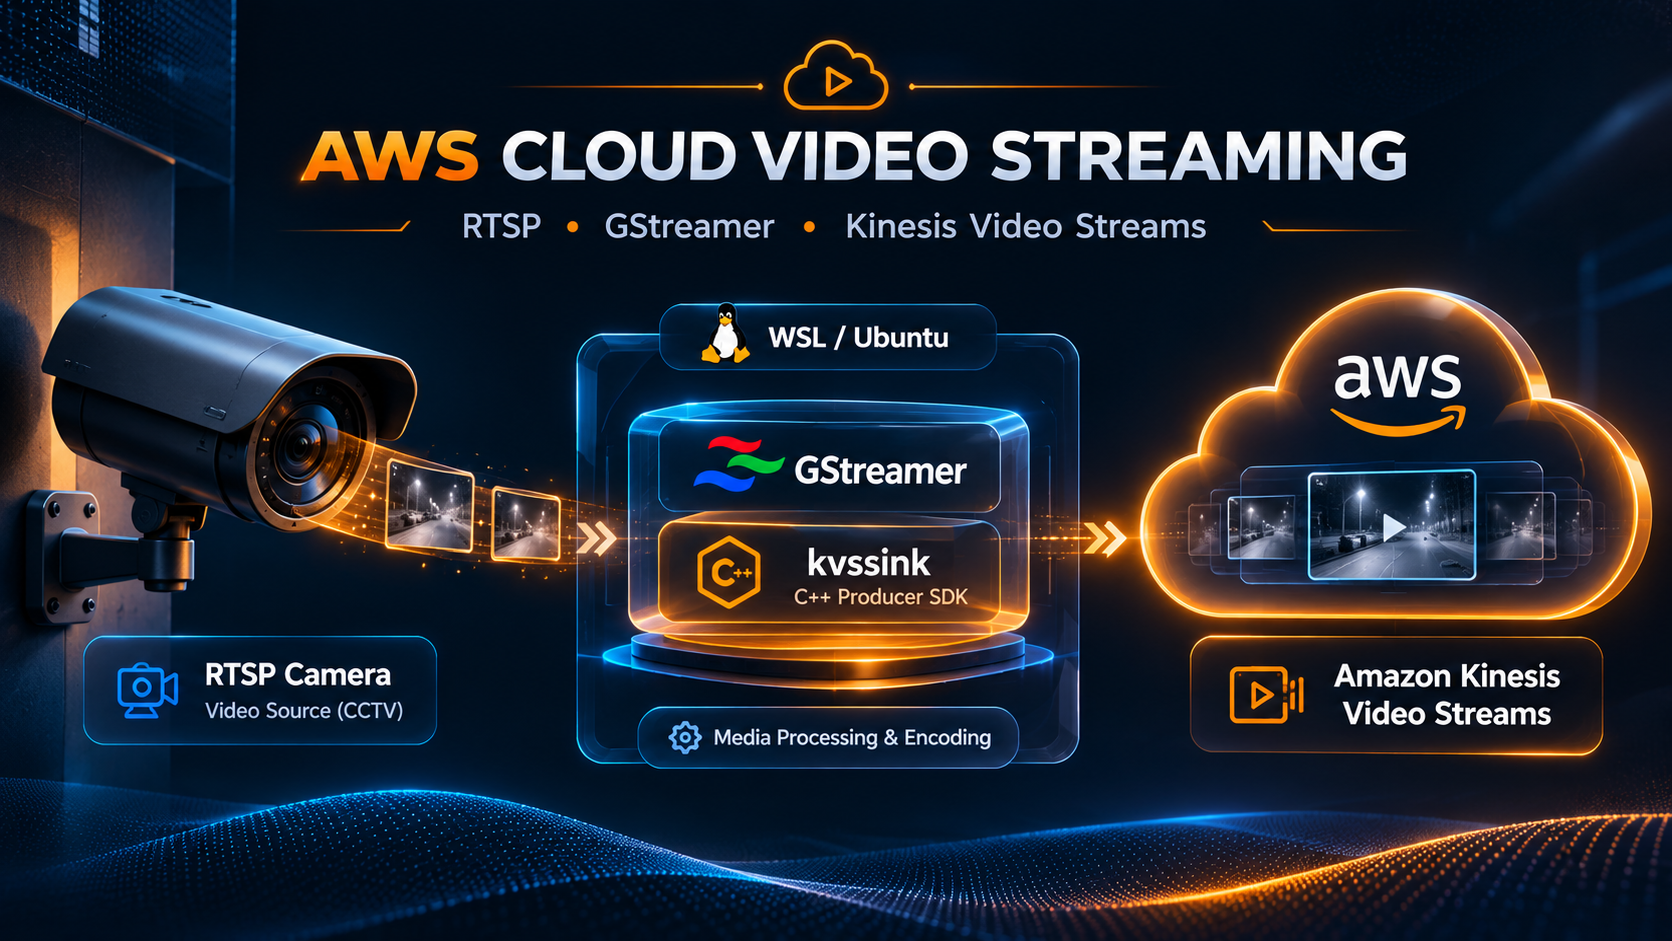 AWS CLOUD VIDEO STREAMING
RTSP • GStreamer • Kinesis Video Streams
WSL / Ubuntu
GStreamer
C++
kvssink
C++ Producer SDK
Media Processing & Encoding
RTSP Camera
Video Source (CCTV)
aws
Amazon Kinesis
Video Streams